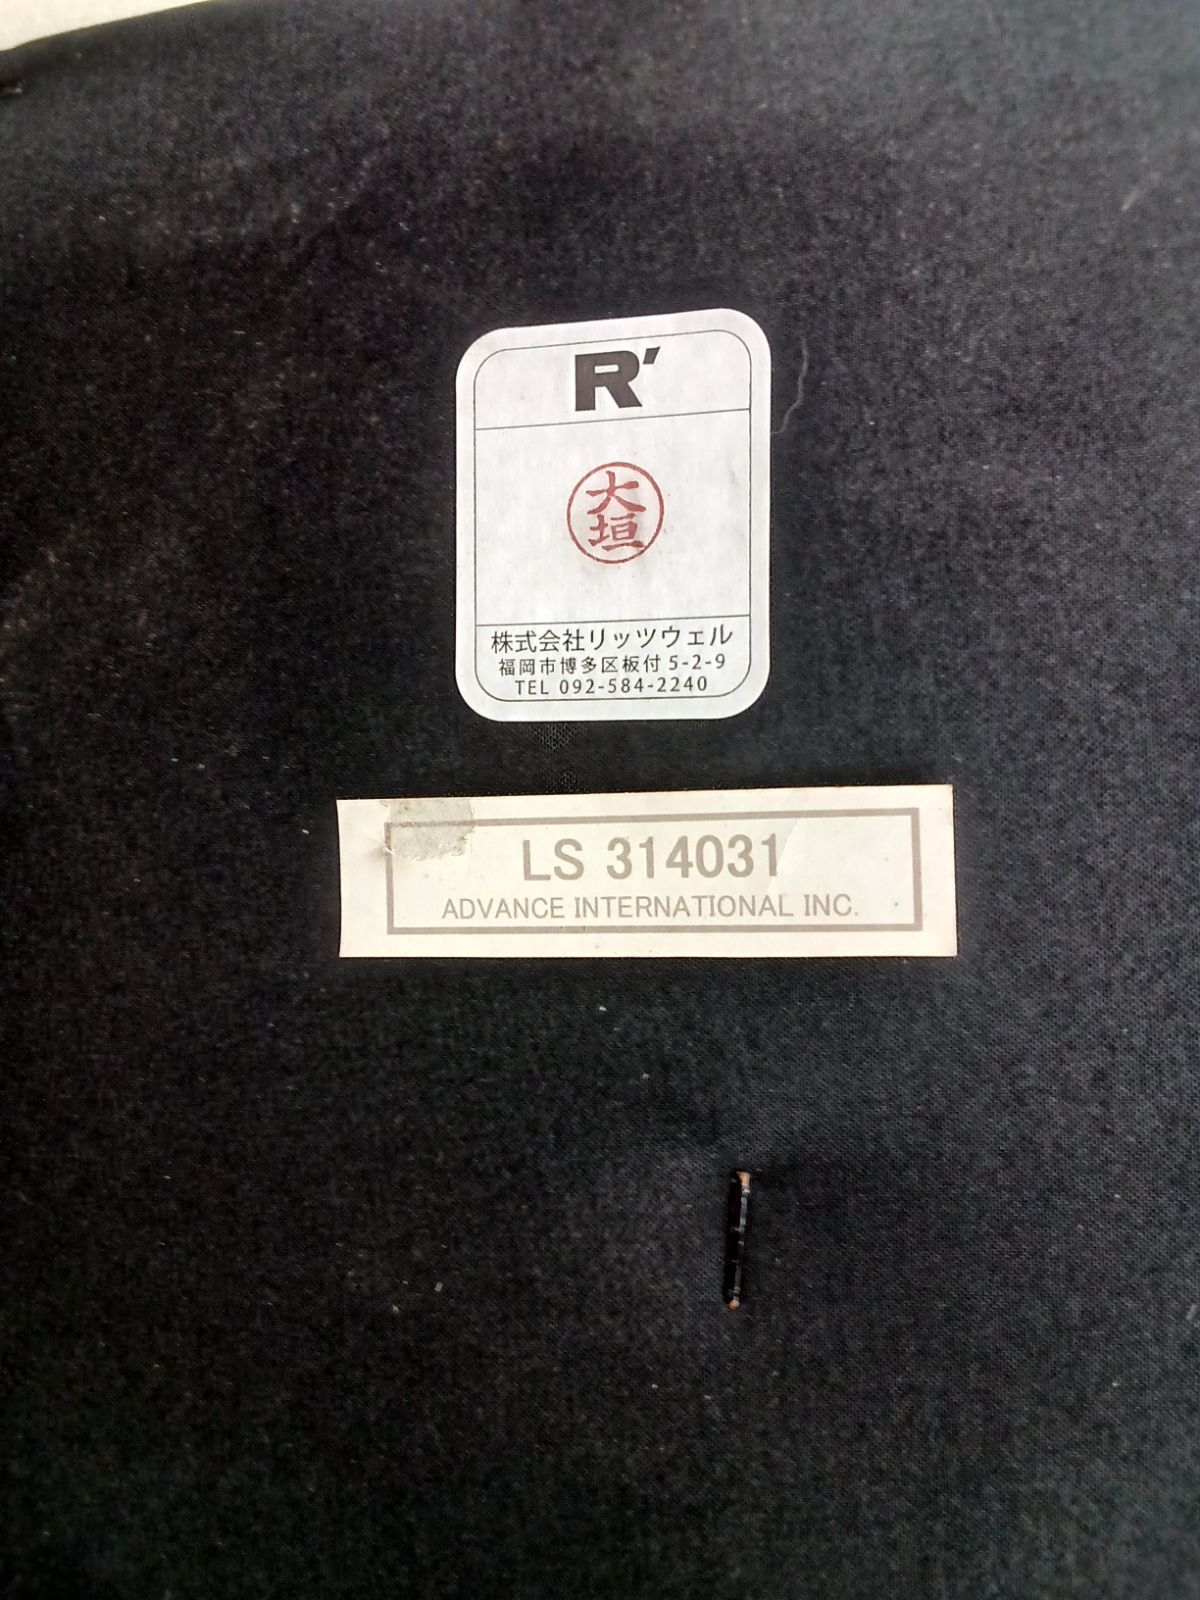 R'
大
垣
株式会社リッツウェル
福岡市博多区板付 5-2-9
TEL 092-584-2240
LS 314031
ADVANCE INTERNATIONAL INC.